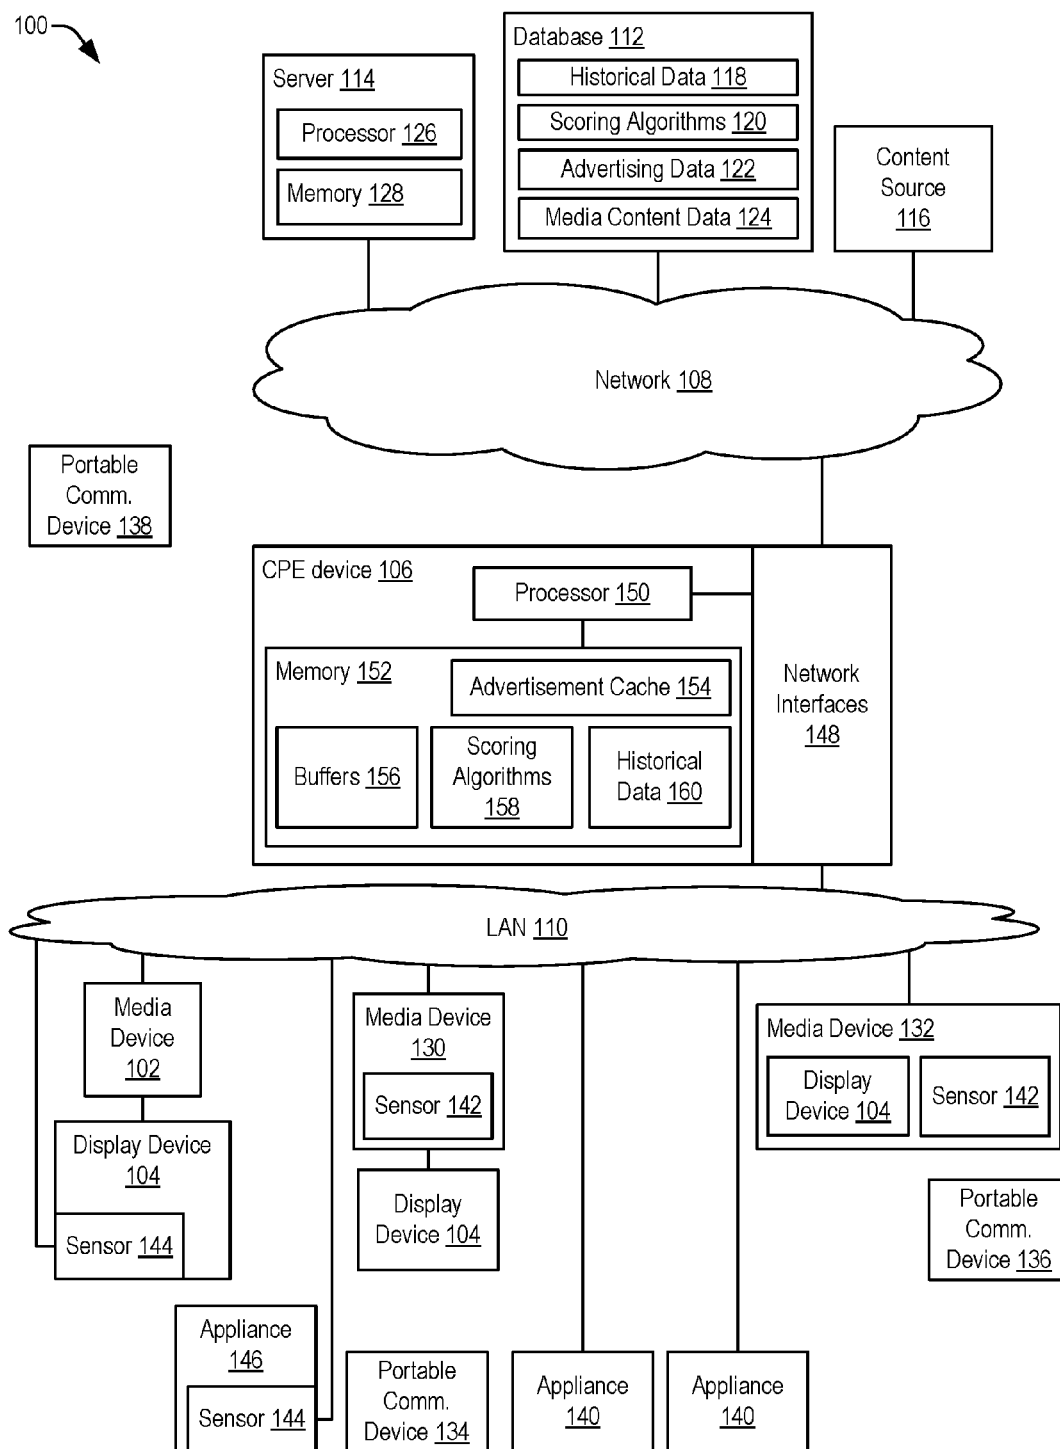 100
Server 114
Processor 126
Memory 128
Database 112
Historical Data 118
Scoring Algorithms 120
Advertising Data 122
Media Content Data 124
Content
Source
116
Network 108
Portable
Comm.
Device 138
CPE device 106
Processor 150
Memory 152
Advertisement Cache 154
Buffers 156
Scoring
Algorithms
158
Historical
Data 160
Network
Interfaces
148
LAN 110
Media
Device
102
Display Device
104
Sensor 144
Media Device
130
Sensor 142
Display
Device 104
Media Device 132
Display
Device 104
Sensor 142
Portable
Comm.
Device 136
Appliance
146
Sensor 144
Portable
Comm.
Device 134
Appliance
140
Appliance
140